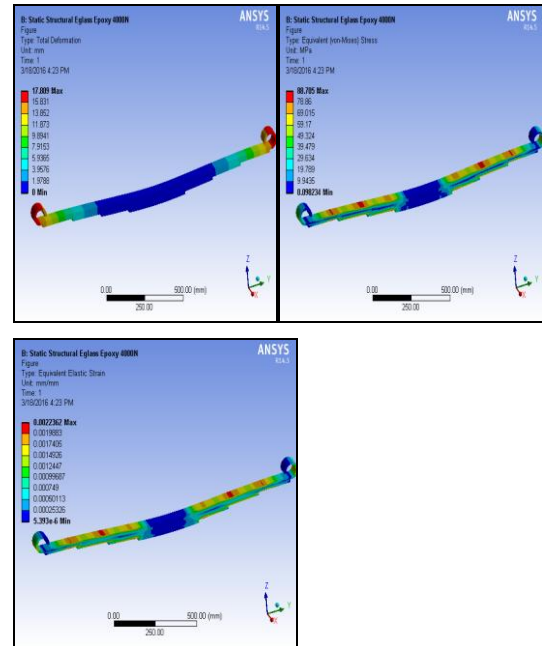 B: Static Structural Eglass Epoxy 4000N
Figure
Type: Total Deformation
Unit: mm
Time: 1
3/18/2016 4:23 PM
17.809 Max
15.831
13.852
11.873
9.8941
7.9153
5.9365
3.9576
1.9788
0 Min
ANSYS
R14.5
0.00
500.00 (mm)
250.00
Z
Y
X
B: Static Structural Eglass Epoxy 4000N
Figure
Type: Equivalent (von-Mises) Stress
Unit: MPa
Time: 1
3/18/2016 4:23 PM
88.705 Max
78.86
69.015
59.17
49.324
39.479
29.634
19.789
9.9435
0.098234 Min
ANSYS
R14.5
0.00
500.00 (mm)
250.00
Z
Y
X
B: Static Structural Eglass Epoxy 4000N
Figure
Type: Equivalent Elastic Strain
Unit: mm/mm
Time: 1
3/18/2016 4:23 PM
0.0022362 Max
0.0019883
0.0017405
0.0014926
0.0012447
0.00099687
0.000749
0.00050113
0.00025326
5.393e-6 Min
ANSYS
R14.5
0.00
500.00 (mm)
250.00
Z
Y
X